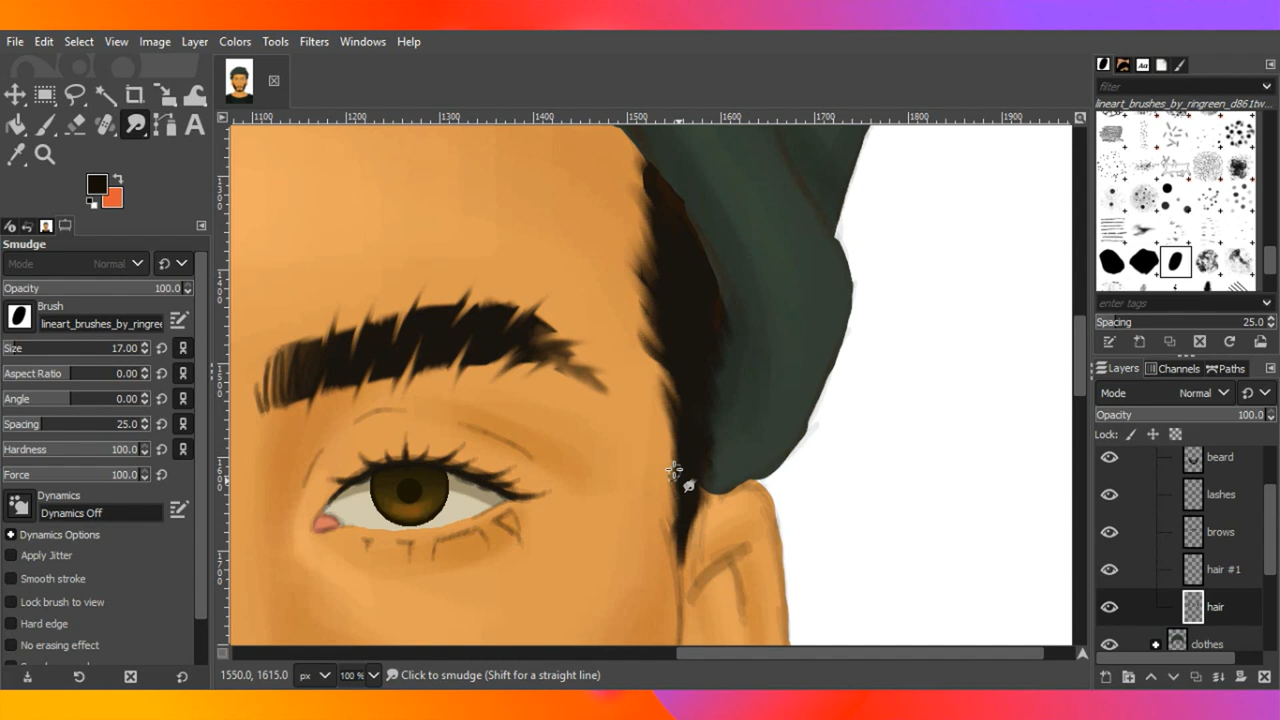 File Edit Select View Image Layer Colors Tools Filters Windows Help
1100 1200 1300 1400 1500 1600 1700 1800 1900
1300
1400
1500
1600
1700
Smudge
Mode Normal
Opacity 100.0
Brush
lineart_brushes_by_ringree
Size 17.00
Aspect Ratio 0.00
Angle 0.00
Spacing 25.0
Hardness 100.0
Force 100.0
Dynamics
Dynamics Off
Dynamics Options
Apply Jitter
Smooth stroke
Lock brush to view
Hard edge
No erasing effect
1550.0, 1615.0 px 100 % Click to smudge (Shift for a straight line)
filter
lineart_brushes_by_ringreen_d861tw...
enter tags
Spacing 25.0
Layers Channels Paths
Mode Normal
Opacity 100.0
Lock:
beard
lashes
brows
hair #1
hair
clothes